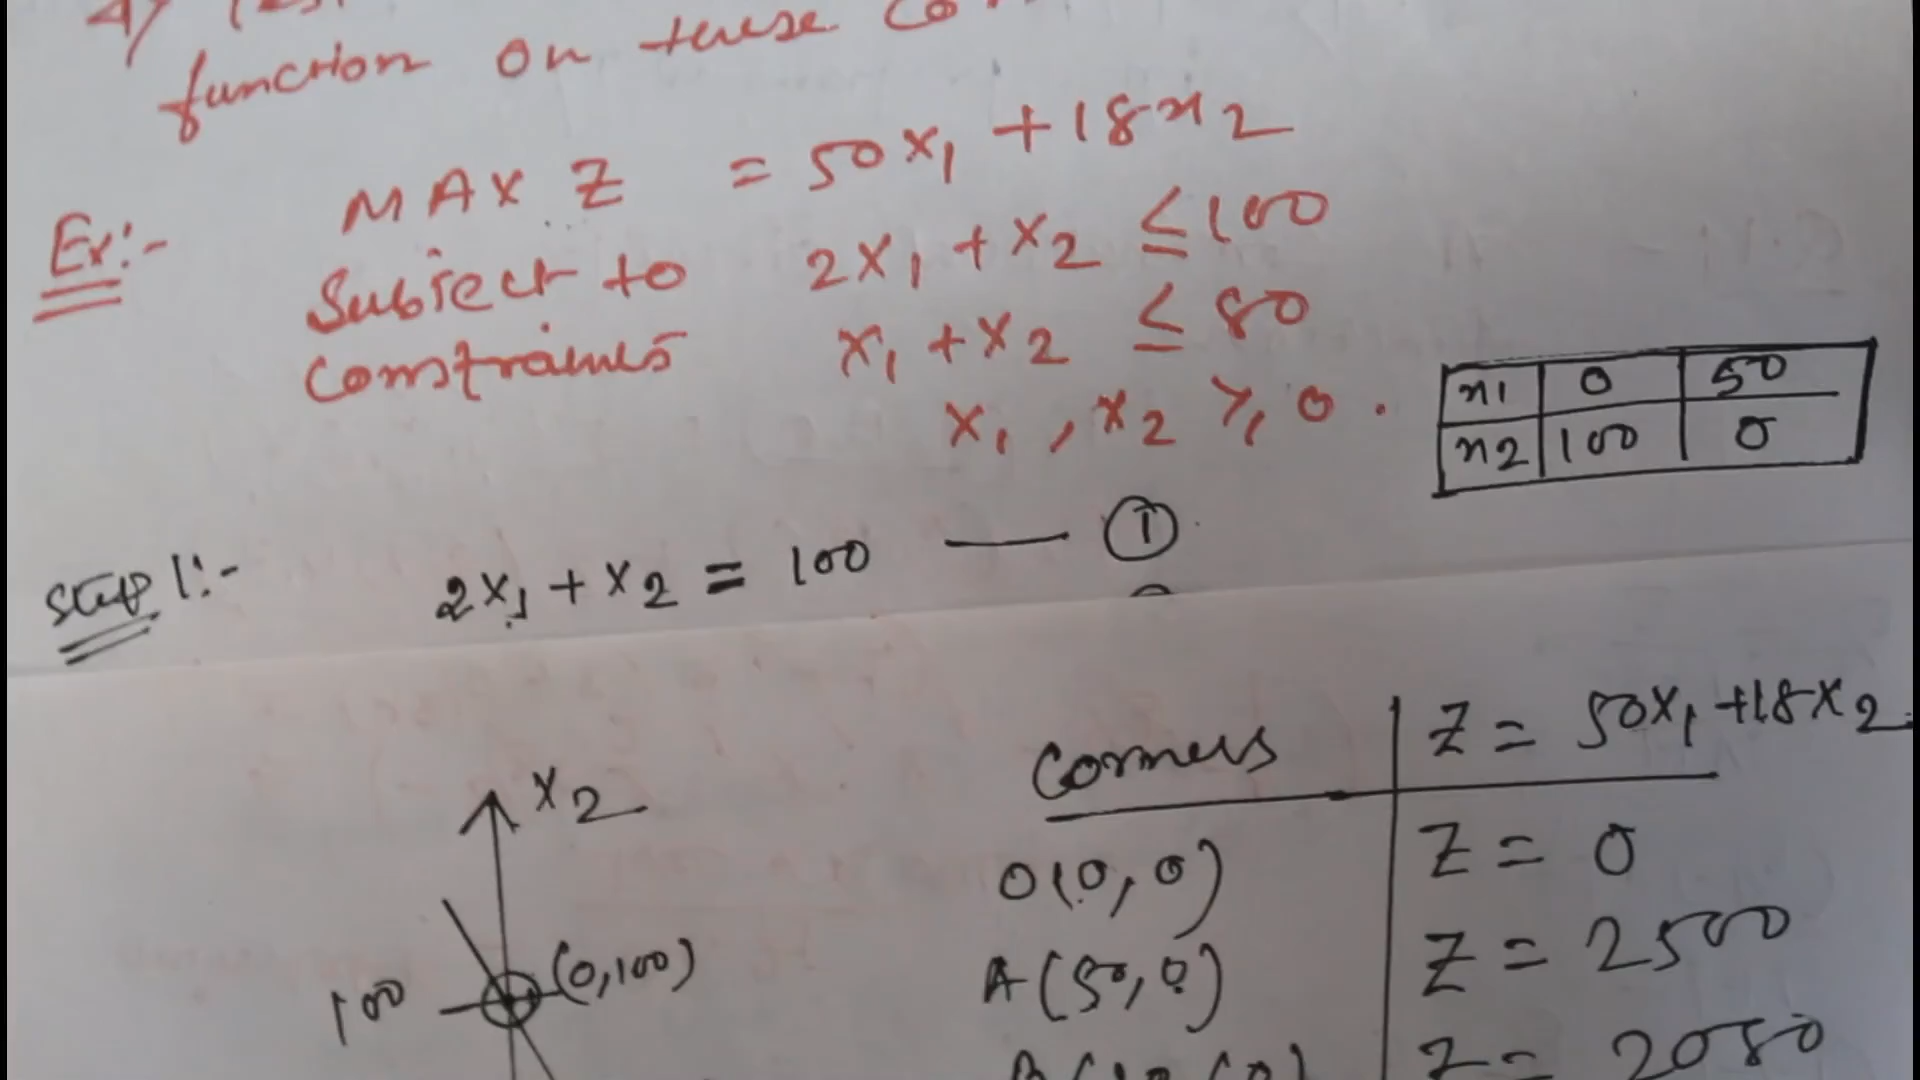 4)
function on these
MAX Z = 50x1 + 18x2
Ex:-
Subject to 2x1 + x2 ≤ 100
constraints x1 + x2 ≤ 80
x1, x2 ≥ 0.
x1 0 50
x2 100 0
Step 1:- 2x1 + x2 = 100 — ①
Corners Z = 50x1 + 18x2
x2
O(0,0) Z = 0
A(50,0) Z = 2500
100 (0,100)
Z = 2080